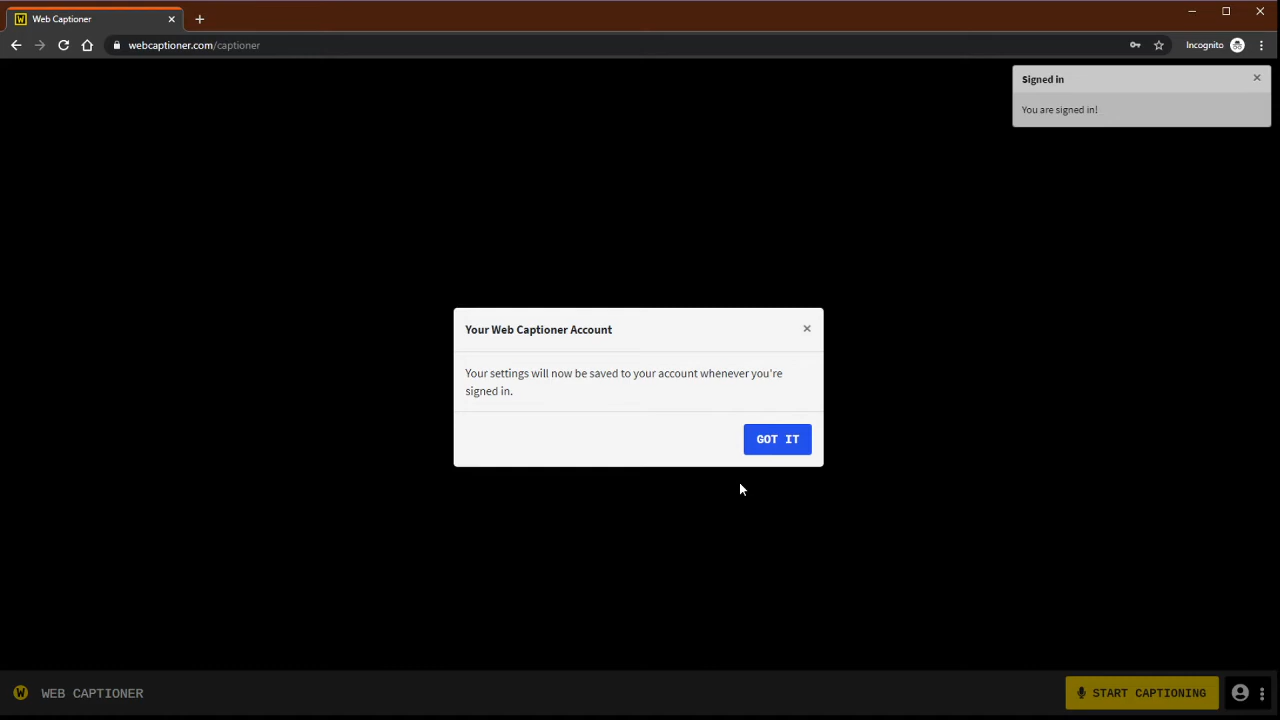 W Web Captioner
webcaptioner.com/captioner
Incognito
Signed in
You are signed in!
Your Web Captioner Account
Your settings will now be saved to your account whenever you're
signed in.
GOT IT
W WEB CAPTIONER
START CAPTIONING